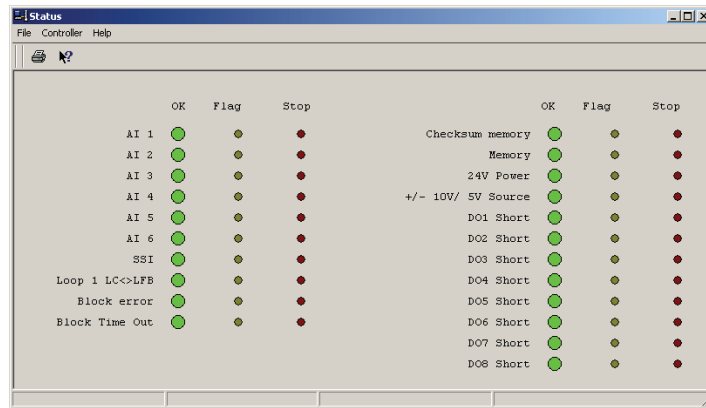 Status
File Controller Help
OK Flag Stop
AI 1
AI 2
AI 3
AI 4
AI 5
AI 6
SSI
Loop 1 LC<>LFB
Block error
Block Time Out
OK Flag Stop
Checksum memory
Memory
24V Power
+/- 10V/ 5V Source
DO1 Short
DO2 Short
DO3 Short
DO4 Short
DO5 Short
DO6 Short
DO7 Short
DO8 Short